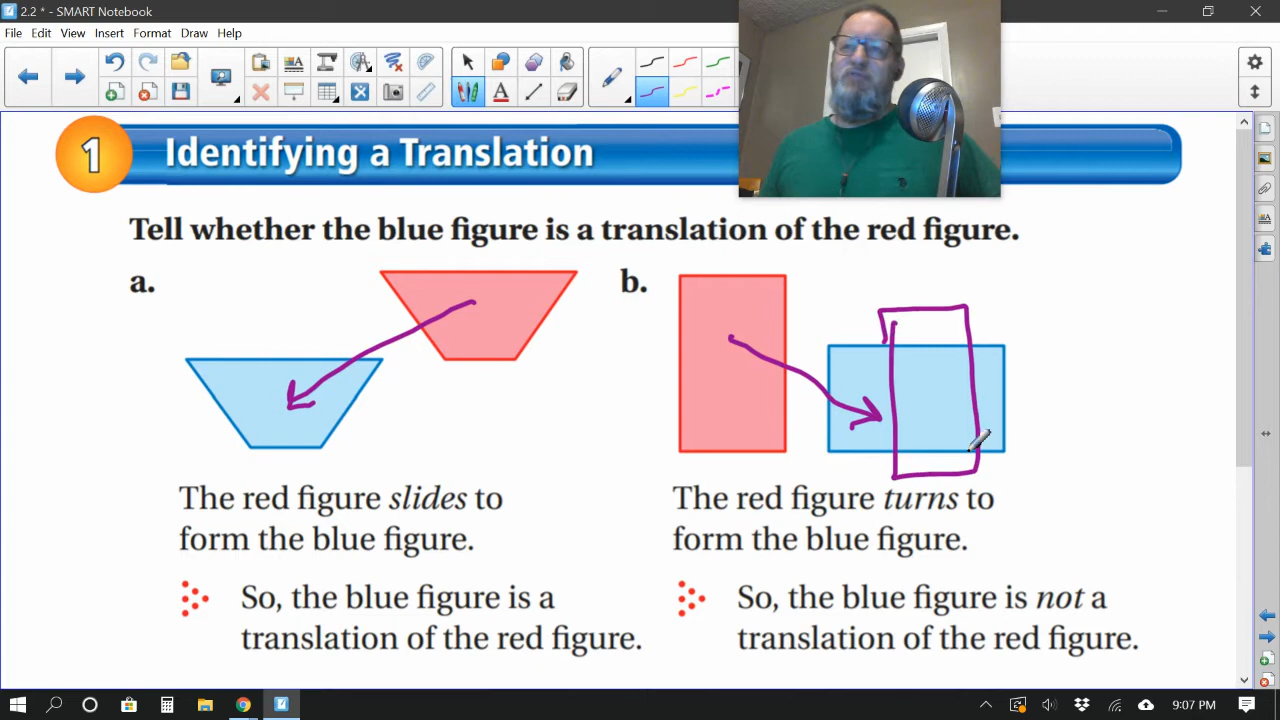 2.2 * - SMART Notebook
File Edit View Insert Format Draw Help
1 Identifying a Translation
Tell whether the blue figure is a translation of the red figure.
a.
b.
The red figure slides to
form the blue figure.
So, the blue figure is a
translation of the red figure.
The red figure turns to
form the blue figure.
So, the blue figure is not a
translation of the red figure.
9:07 PM